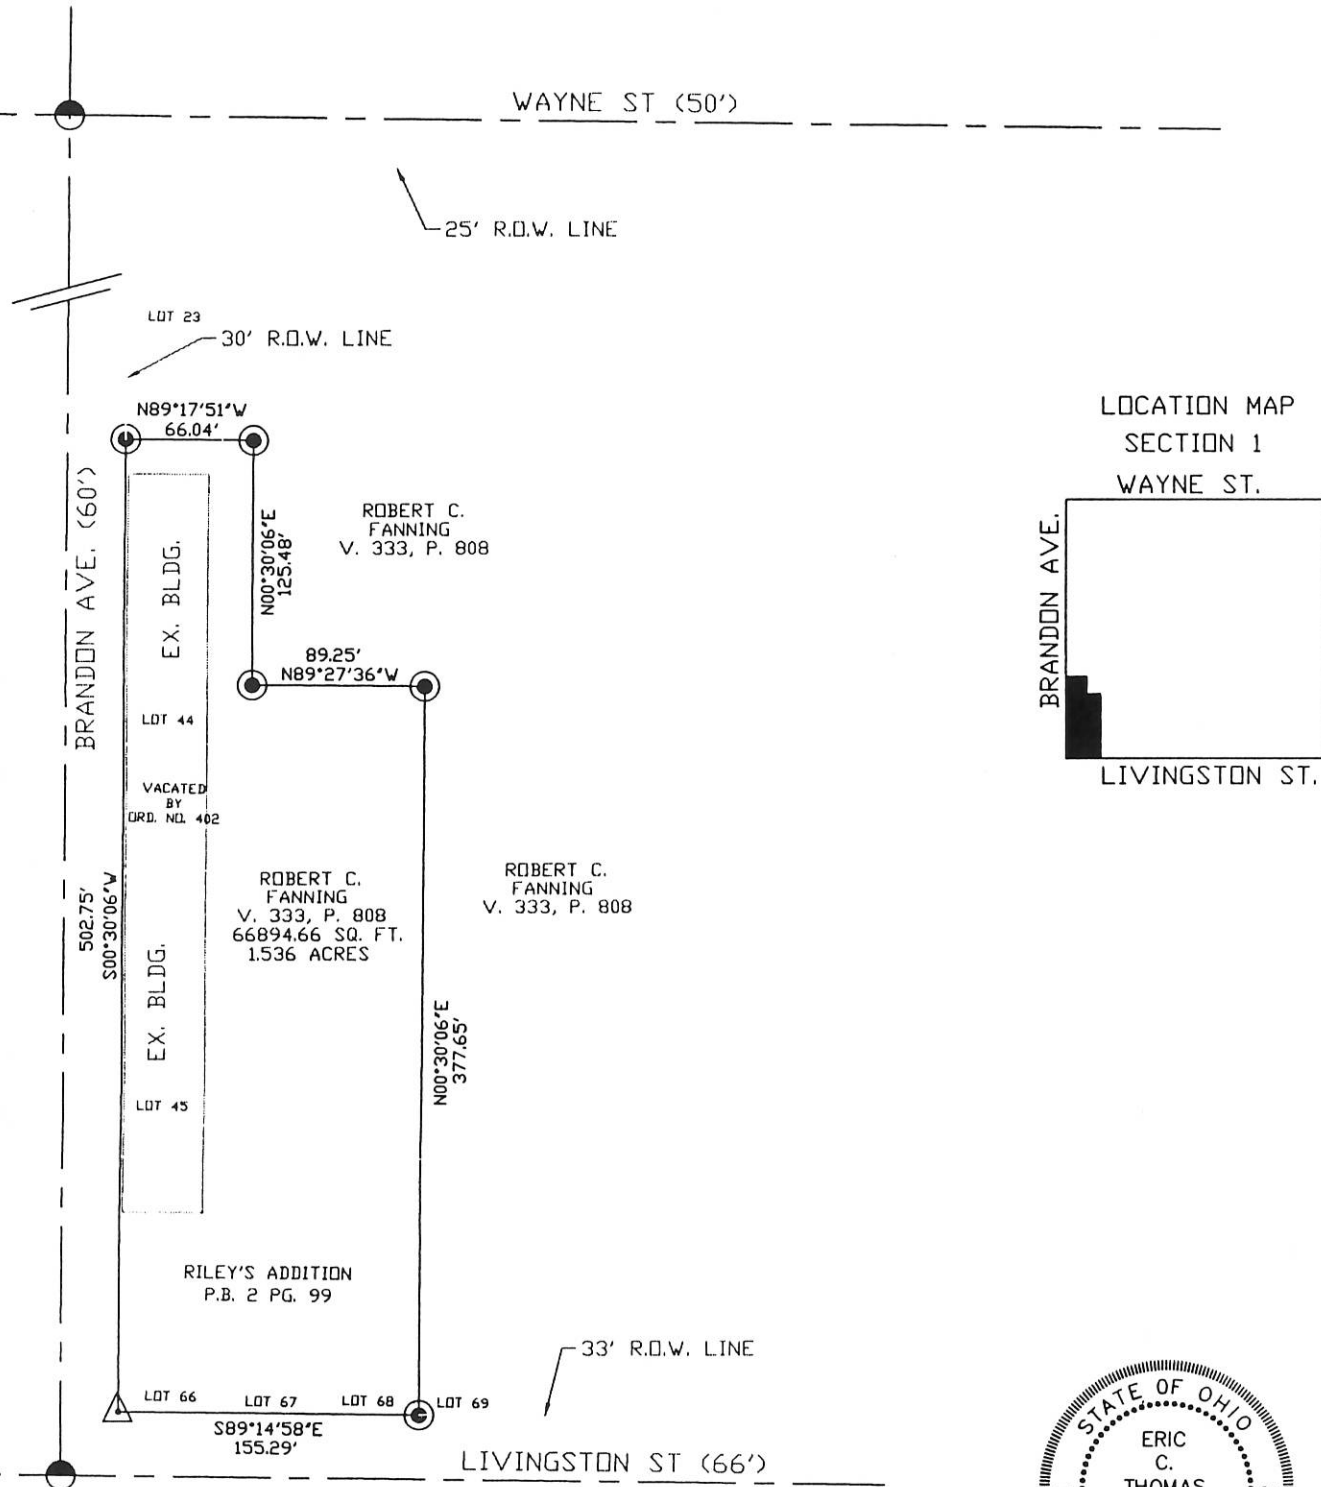 WAYNE ST (50')
25' R.O.W. LINE
LOT 23
30' R.O.W. LINE
N89°17'51"W
66.04'
BRANDON AVE. (60')
EX. BLDG.
N00°30'06"E
125.48'
ROBERT C.
FANNING
V. 333, P. 808
89.25'
N89°27'36"W
LOT 44
VACATED
BY
ORD. NO. 402
502.75'
S00°30'06"W
ROBERT C.
FANNING
V. 333, P. 808
66894.66 SQ. FT.
1.536 ACRES
ROBERT C.
FANNING
V. 333, P. 808
EX. BLDG.
N00°30'06"E
377.65'
LOT 45
RILEY'S ADDITION
P.B. 2 PG. 99
33' R.O.W. LINE
LOT 66
LOT 67
LOT 68
LOT 69
S89°14'58"E
155.29'
LIVINGSTON ST (66')
LOCATION MAP
SECTION 1
WAYNE ST.
BRANDON AVE.
LIVINGSTON ST.
STATE OF OHIO
ERIC
C.
THOMAS